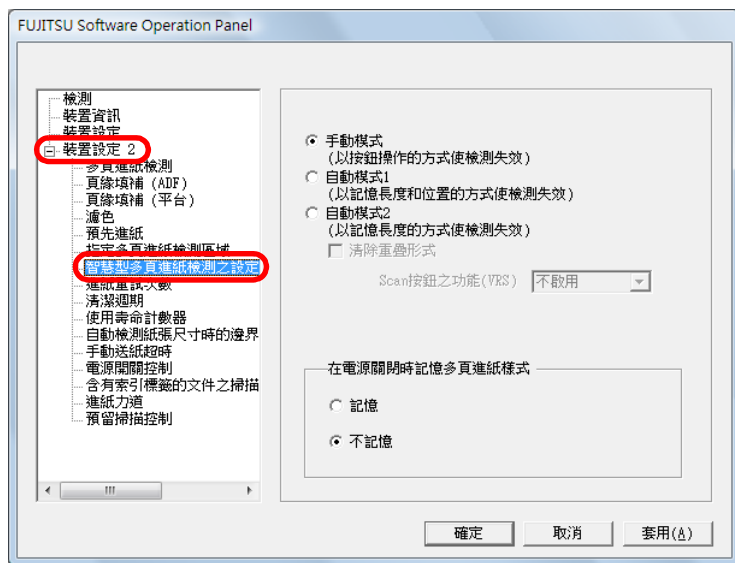 FUJITSU Software Operation Panel
檢測
裝置資訊
裝置設定
裝置設定 2
多頁進紙檢測
頁緣填補 (ADF)
頁緣填補 (平台)
濾色
預先進紙
指定多頁進紙檢測區域
智慧型多頁進紙檢測之設定
進紙重試次數
清潔週期
使用壽命計數器
自動檢測紙張尺寸時的邊界
手動送紙超時
電源開關控制
含有索引標籤的文件之掃描
進紙力道
預留掃描控制
手動模式
(以按鈕操作的方式使檢測失效)
自動模式1
(以記憶長度和位置的方式使檢測失效)
自動模式2
(以記憶長度的方式使檢測失效)
清除重疊形式
Scan按鈕之功能(VRS) 不啟用
在電源關閉時記憶多頁進紙樣式
記憶
不記憶
確定 取消 套用(A)